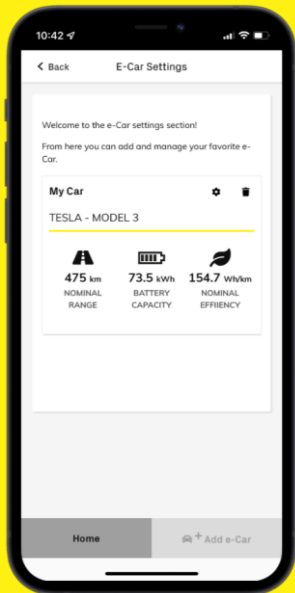 10:42
Back E-Car Settings
Welcome to the e-Car settings section!
From here you can add and manage your favorite e-
Car.
My Car
TESLA - MODEL 3
475 km 73.5 kWh 154.7 Wh/km
NOMINAL BATTERY NOMINAL
RANGE CAPACITY EFFIENCY
Home Add e-Car